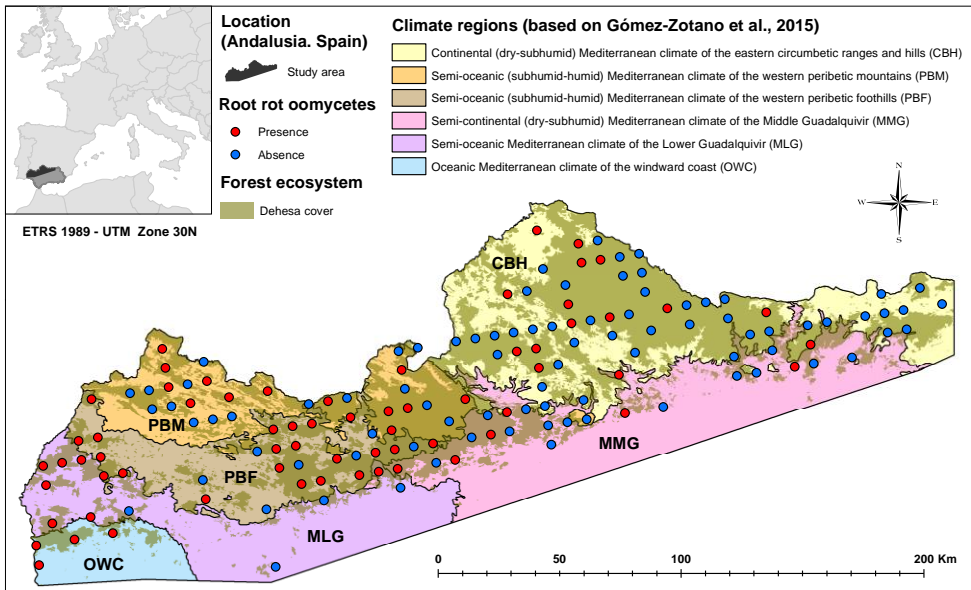 Location
(Andalusia. Spain)
Study area
Root rot oomycetes
Presence
Absence
Forest ecosystem
Dehesa cover
ETRS 1989 - UTM Zone 30N
Climate regions (based on Gómez-Zotano et al., 2015)
Continental (dry-subhumid) Mediterranean climate of the eastern circumbetic ranges and hills (CBH)
Semi-oceanic (subhumid-humid) Mediterranean climate of the western peribetic mountains (PBM)
Semi-oceanic (subhumid-humid) Mediterranean climate of the western peribetic foothills (PBF)
Semi-continental (dry-subhumid) Mediterranean climate of the Middle Guadalquivir (MMG)
Semi-oceanic Mediterranean climate of the Lower Guadalquivir (MLG)
Oceanic Mediterranean climate of the windward coast (OWC)
N
W E
S
CBH
PBM
MMG
PBF
MLG
OWC
0 50 100 200 Km